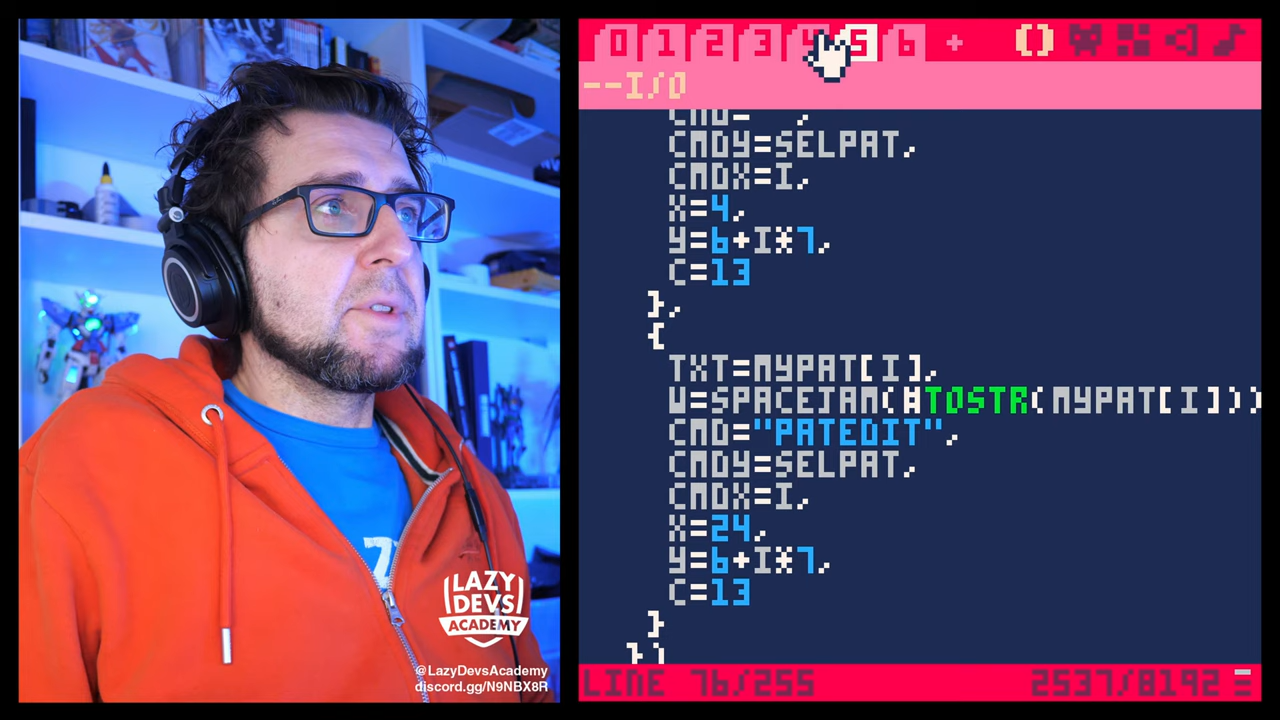 0 1 2 3 4 5 6 +
--I/O
CMDY=SELPAT,
CMDX=I,
X=4,
Y=6+I*7,
C=13
},
{
TXT=MYPAT[I],
W=SPACEJAM(#TOSTR(MYPAT[I]))
CMD="PATEDIT",
CMDY=SELPAT,
CMDX=I,
X=24,
Y=6+I*7,
C=13
}
})
LINE 76/255
2537/8192
LAZY
DEVS
ACADEMY
@LazyDevsAcademy
discord.gg/N9NBX8R